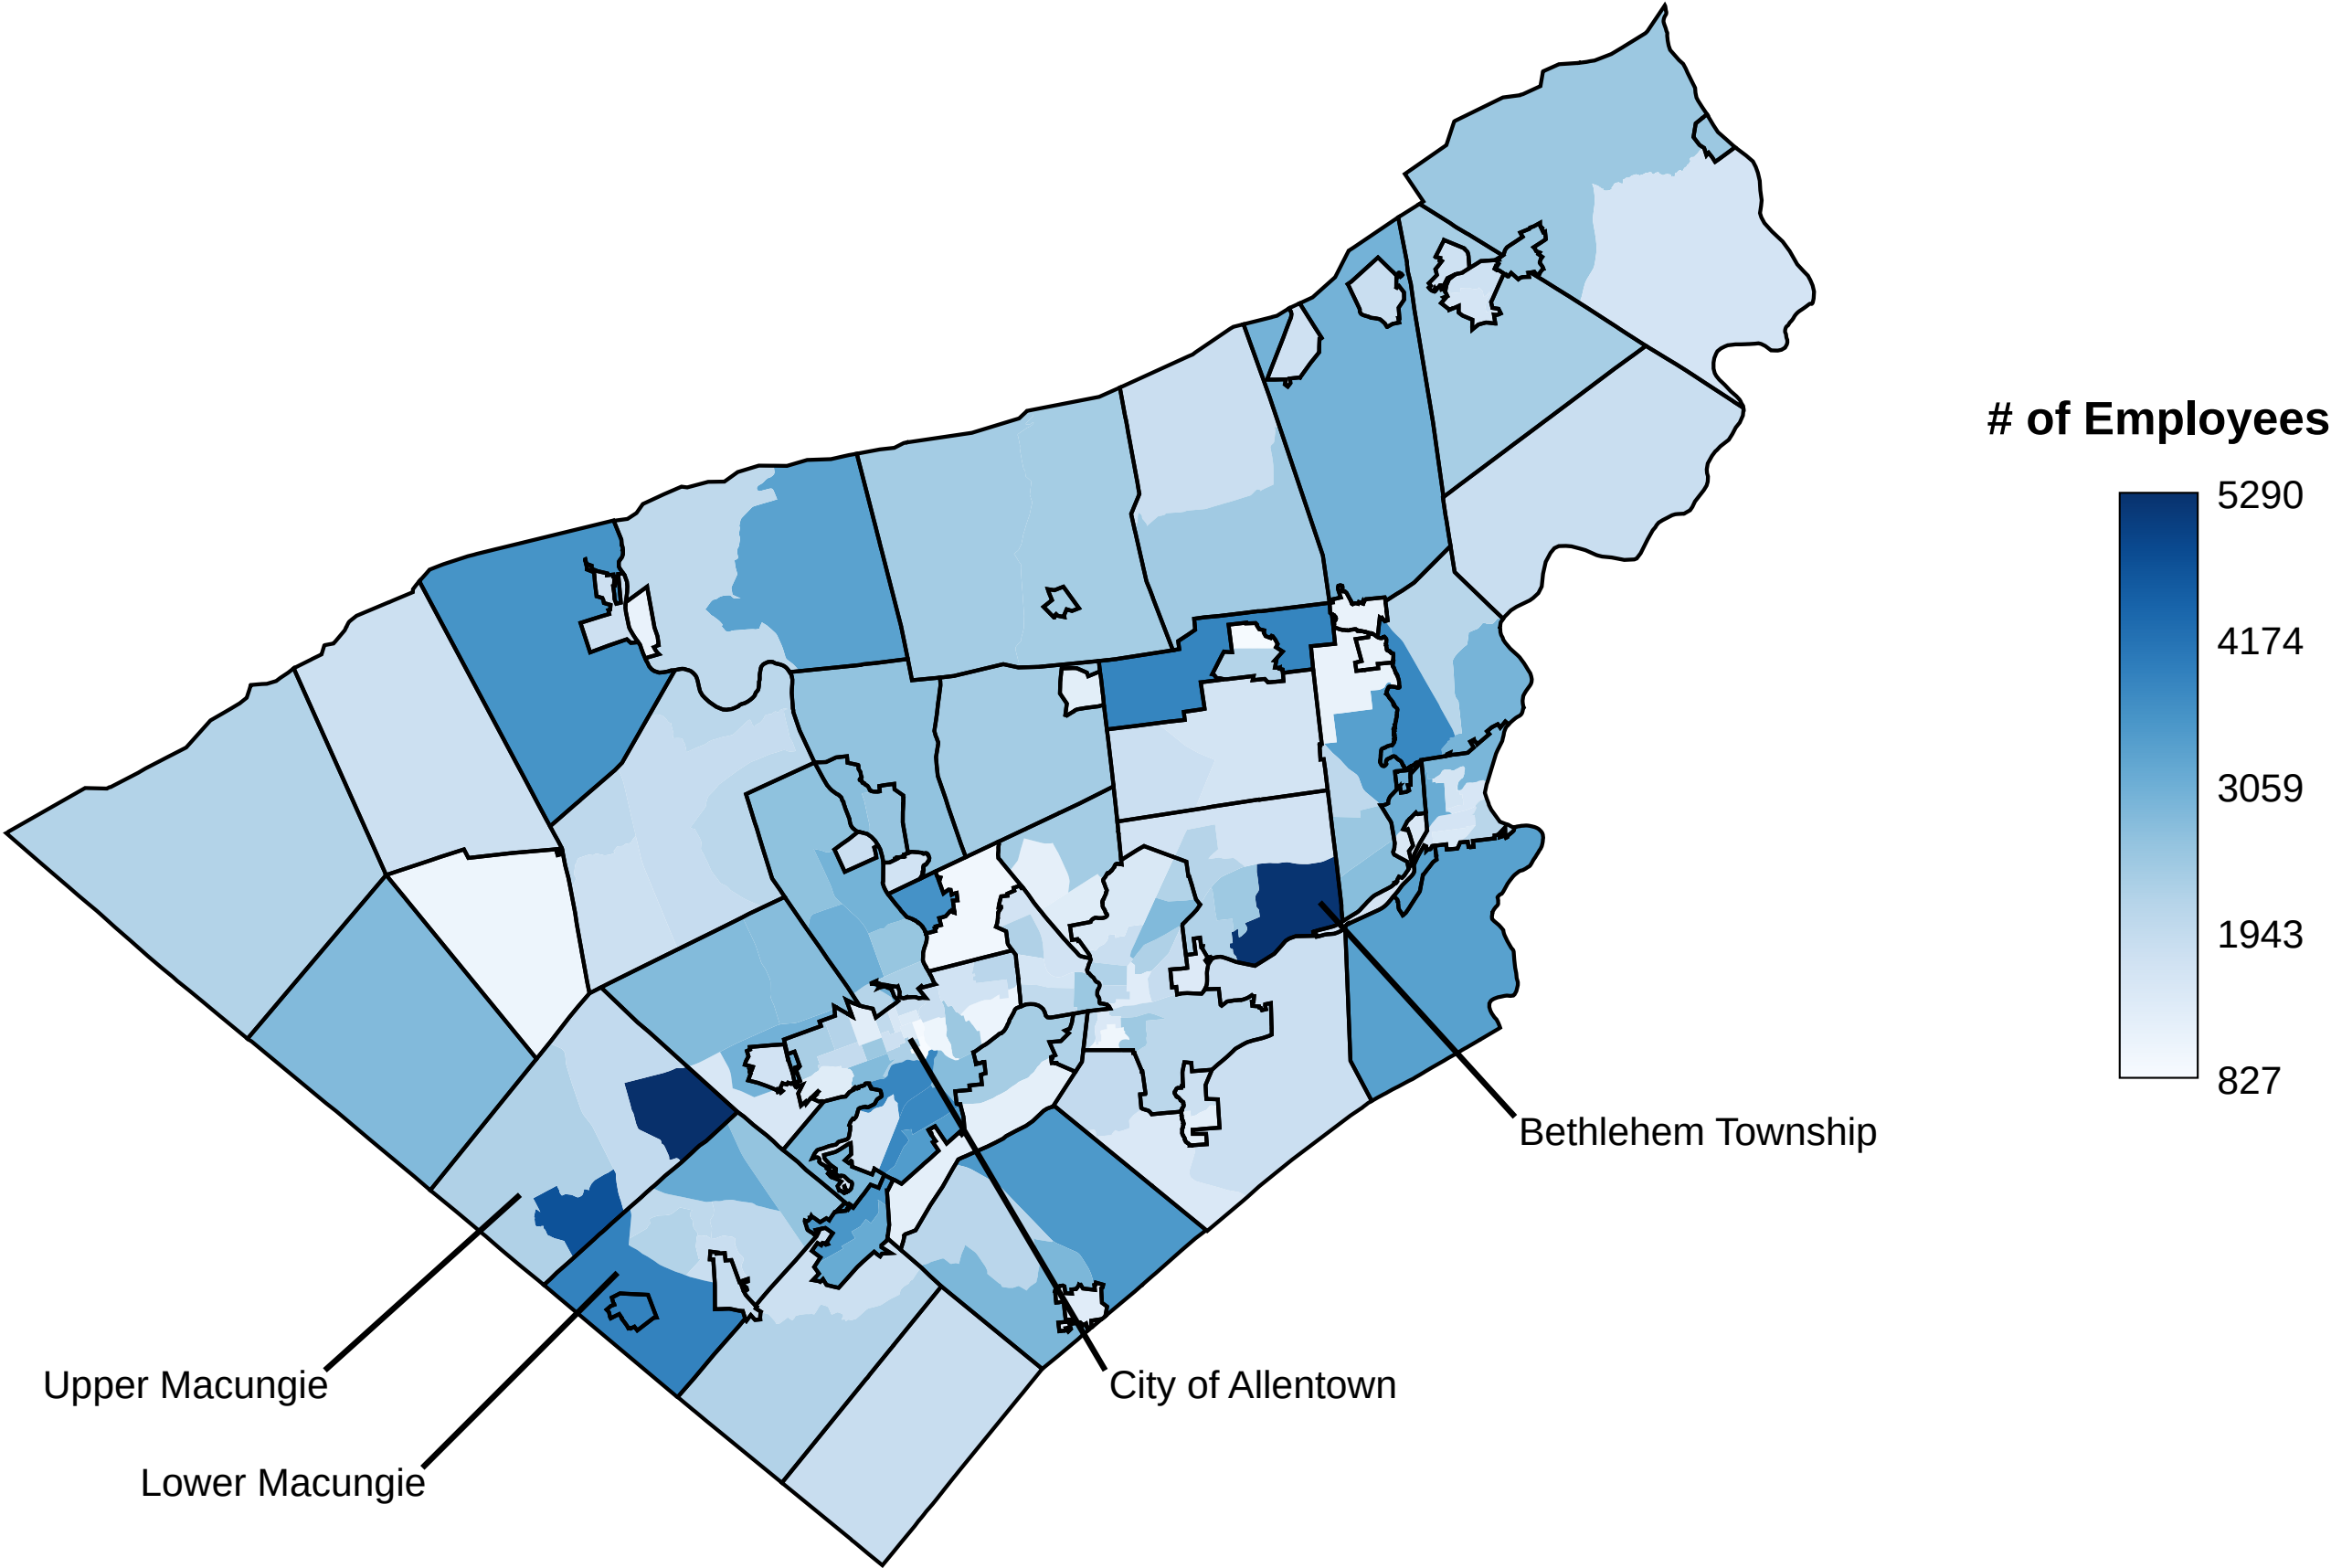 # of Employees
5290
4174
3059
1943
827
Bethlehem Township
Upper Macungie
City of Allentown
Lower Macungie